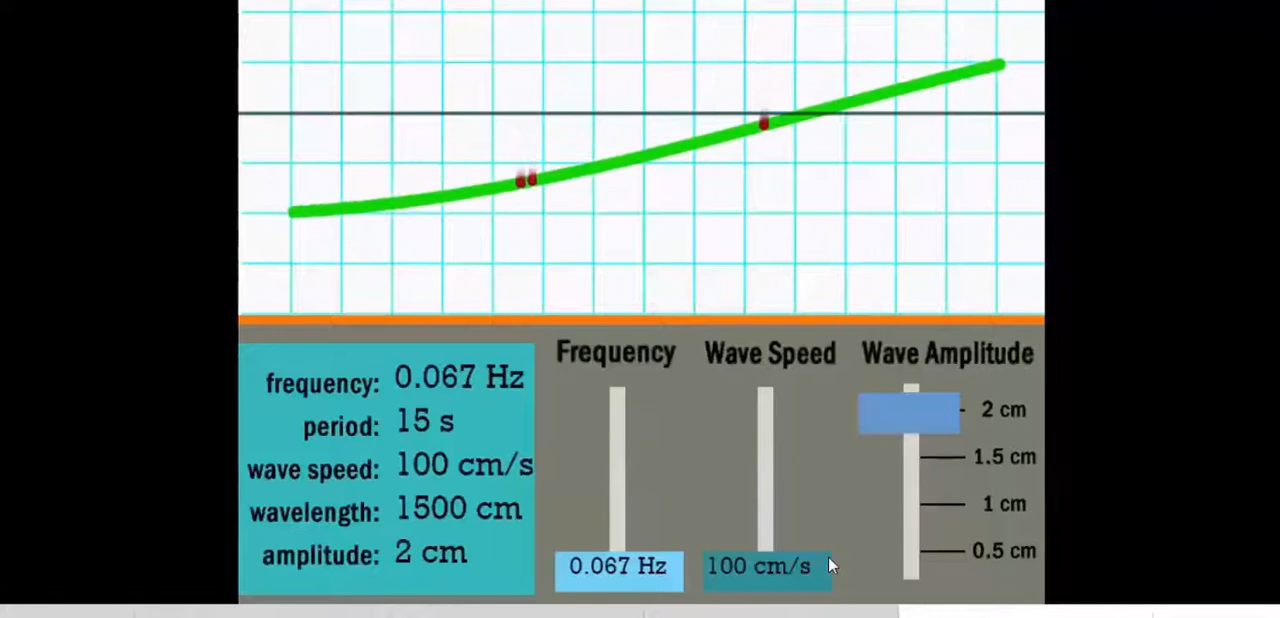 Frequency
Wave Speed
Wave Amplitude
frequency: 0.067 Hz
period: 15 s
wave speed: 100 cm/s
wavelength: 1500 cm
amplitude: 2 cm
0.067 Hz
100 cm/s
2 cm
1.5 cm
1 cm
0.5 cm